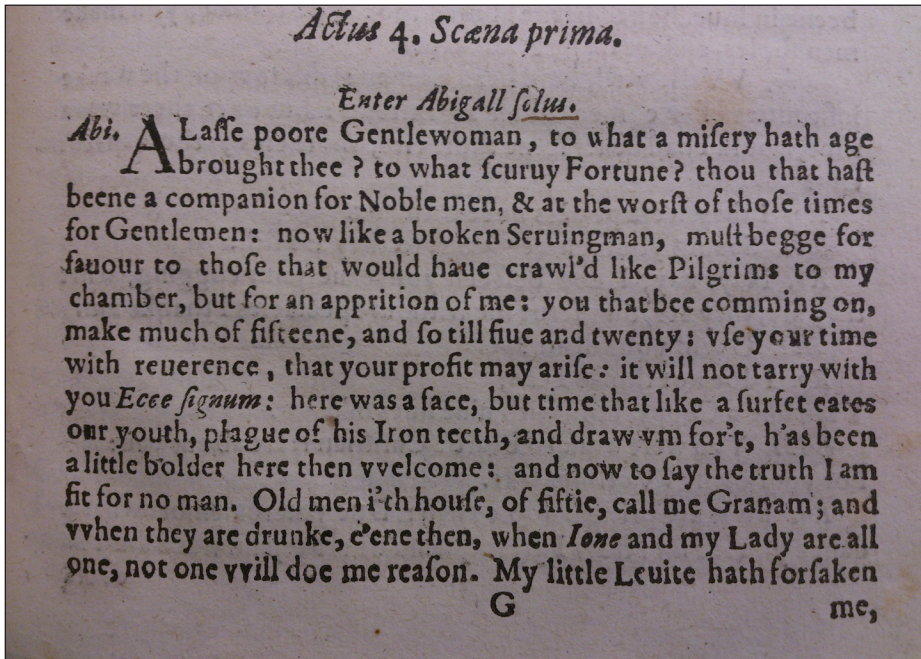 Actus 4. Scæna prima.
Enter Abigall ſolus.
Abi. ALaſſe poore Gentlewoman, to what a miſery hath age
brought thee? to what ſcuruy Fortune? thou that haſt
beene a companion for Noble men, & at the worſt of thoſe times
for Gentlemen: now like a broken Seruingman, muſt begge for
fauour to thoſe that would haue crawl'd like Pilgrims to my
chamber, but for an apprition of me: you that bee comming on,
make much of fifteene, and ſo till fiue and twenty: vſe your time
with reuerence, that your profit may ariſe: it will not tarry with
you Ecce ſignum: here was a face, but time that like a ſurfet eates
our youth, plague of his Iron teeth, and draw vm for't, h'as been
a little bolder here then vvelcome: and now to ſay the truth I am
fit for no man. Old men i'th houſe, of fiftie, call me Granam; and
vvhen they are drunke, e'ene then, when Ione and my Lady are all
one, not one vvill doe me reaſon. My little Leuite hath forſaken
G me,